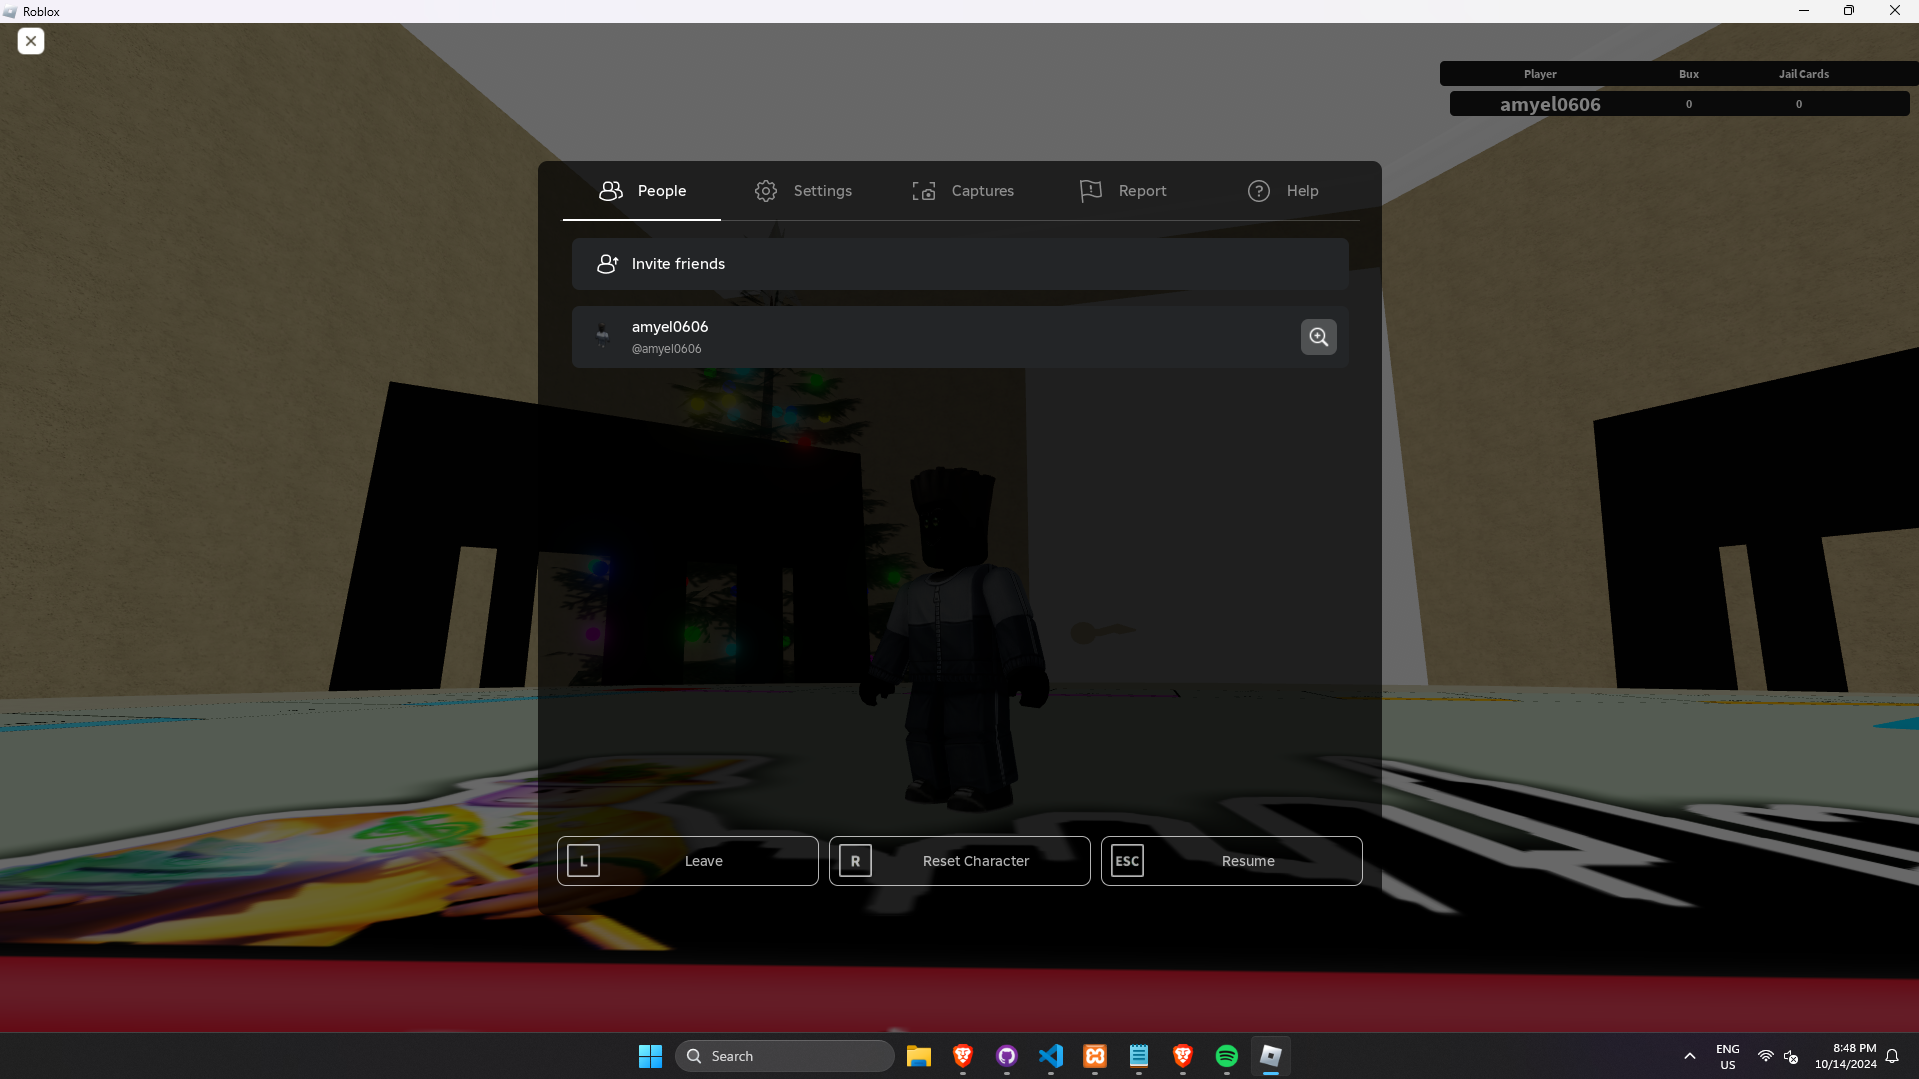 Roblox
Player Bux Jail Cards
amyel0606 0 0
People Settings Captures Report Help
Invite friends
amyel0606
@amyel0606
L Leave R Reset Character ESC Resume
Search
ENG
US
8:48 PM
10/14/2024